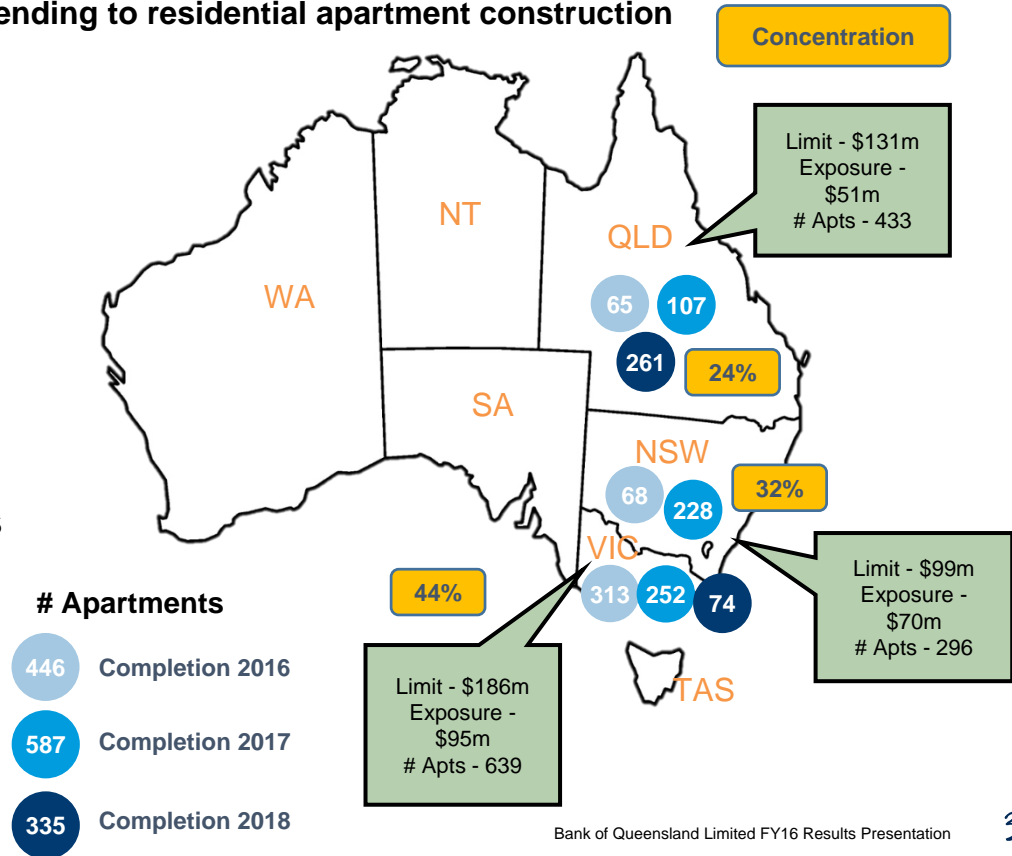 ending to residential apartment construction
Concentration
Limit - $131m
Exposure -
$51m
# Apts - 433
NT
QLD
WA
65
107
261
24%
SA
NSW
68
228
32%
VIC
313
252
74
44%
Limit - $99m
Exposure -
$70m
# Apts - 296
# Apartments
446
Completion 2016
Limit - $186m
Exposure -
$95m
# Apts - 639
TAS
587
Completion 2017
335
Completion 2018
Bank of Queensland Limited FY16 Results Presentation